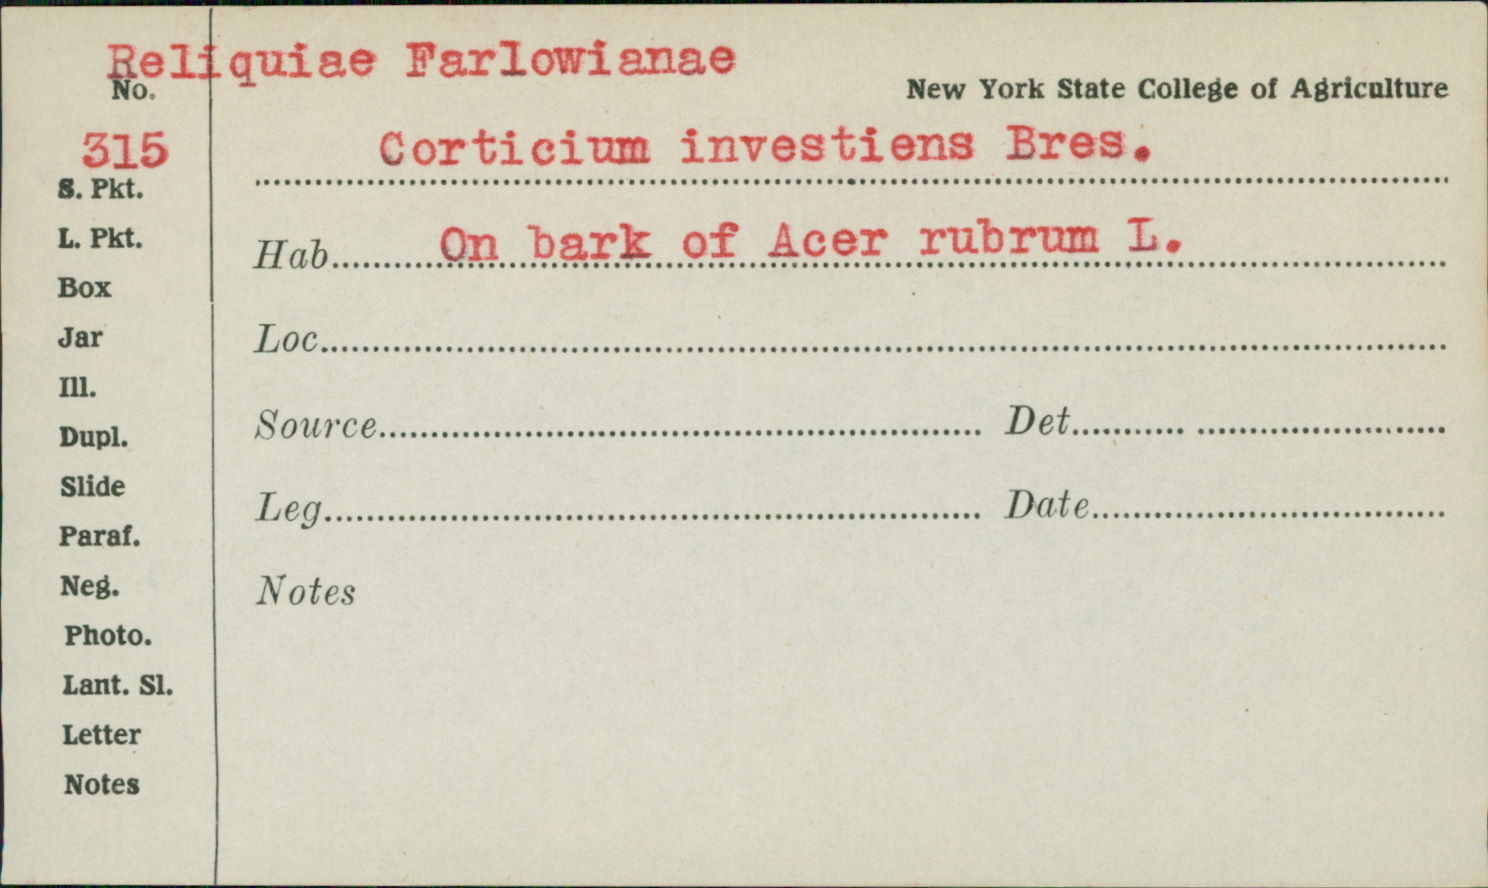 Reliquiae Farlowianae
No.
New York State College of Agriculture
315
Corticium investiens Bres.
S. Pkt.
L. Pkt.
Hab. On bark of Acer rubrum L.
Box
Jar
Loc.
Ill.
Dupl.
Source Det.
Slide
Leg. Date
Paraf.
Neg.
Notes
Photo.
Lant. Sl.
Letter
Notes